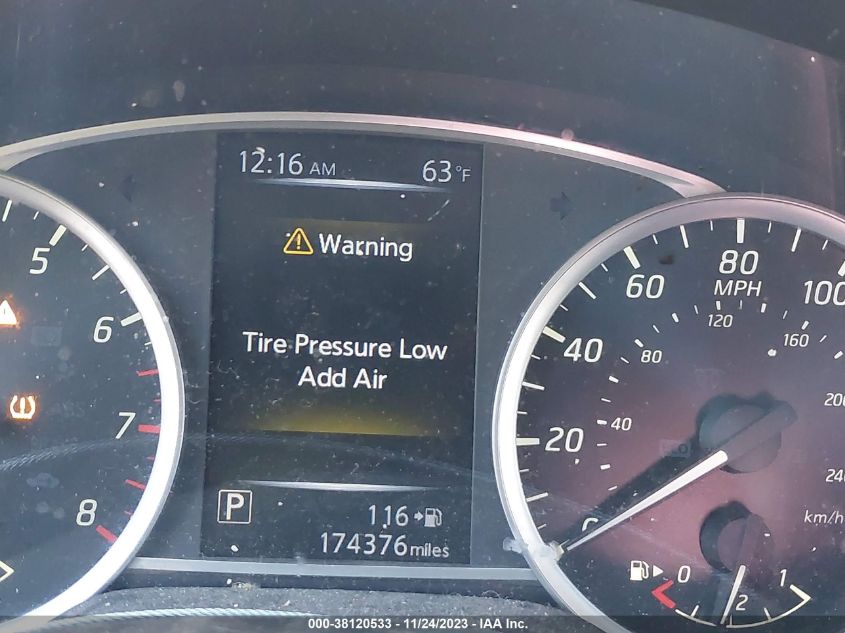 12:16 AM 63°F
Warning
Tire Pressure Low
Add Air
P
116
174376 miles
5
6
7
8
20
40
60
80
100
MPH
40
80
120
160
km/h
0
1
2
1
000-38120533 - 11/24/2023 - IAA Inc.